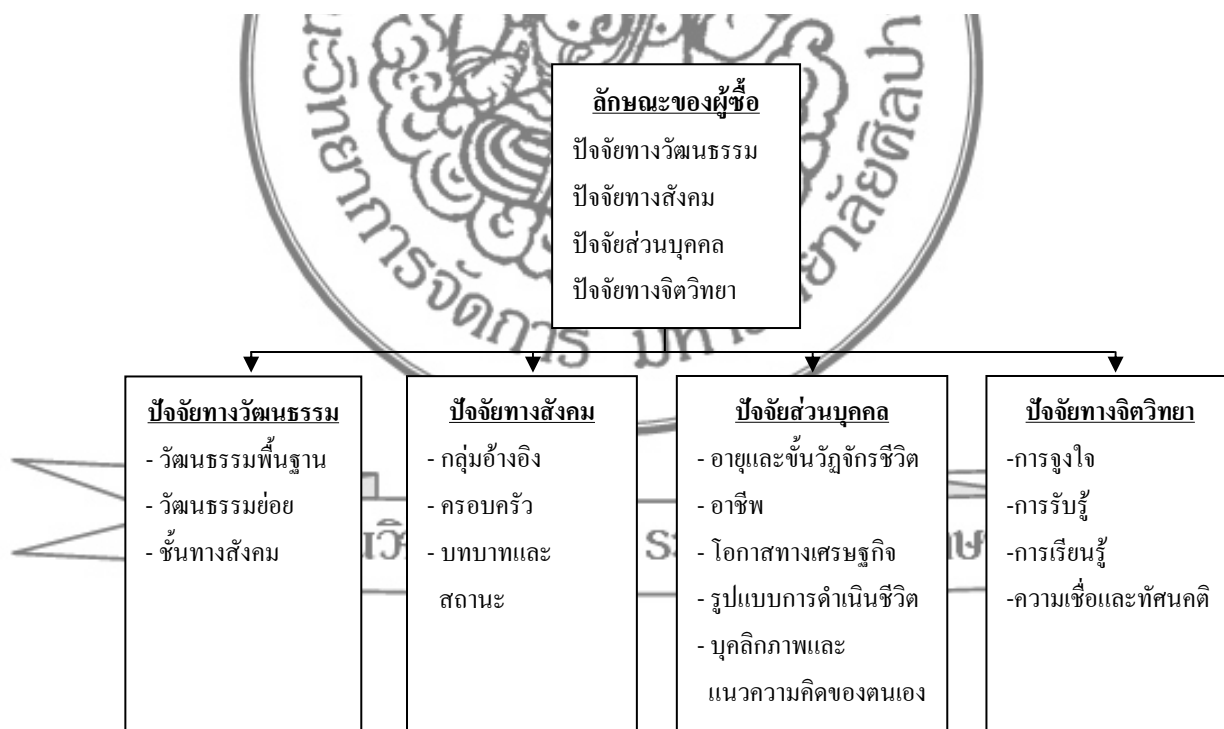 ลักษณะของผู้ซื้อ
ปัจจัยทางวัฒนธรรม
ปัจจัยทางสังคม
ปัจจัยส่วนบุคคล
ปัจจัยทางจิตวิทยา
ปัจจัยทางวัฒนธรรม
- วัฒนธรรมพื้นฐาน
- วัฒนธรรมย่อย
- ชั้นทางสังคม
ปัจจัยทางสังคม
- กลุ่มอ้างอิง
- ครอบครัว
- บทบาทและ
สถานะ
ปัจจัยส่วนบุคคล
- อายุและขั้นวัฏจักรชีวิต
- อาชีพ
- โอกาสทางเศรษฐกิจ
- รูปแบบการดำเนินชีวิต
- บุคลิกภาพและ
แนวความคิดของตนเอง
ปัจจัยทางจิตวิทยา
-การจูงใจ
-การรับรู้
-การเรียนรู้
-ความเชื่อและทัศนคติ